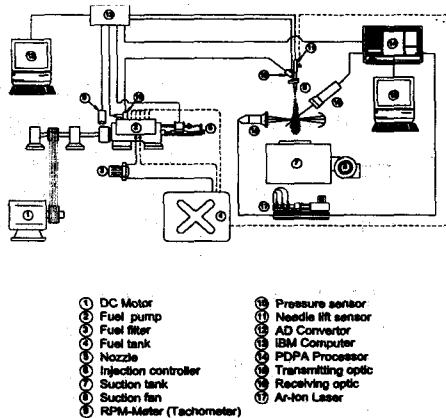 ① DC Motor
② Fuel pump
③ Fuel filter
④ Fuel tank
⑤ Nozzle
⑥ Injection controller
⑦ Suction tank
⑧ Suction fan
⑨ RPM-Meter (Tachometer)
⑩ Pressure sensor
⑪ Needle lift sensor
⑫ AD Convertor
⑬ IBM Computer
⑭ PDPA Processor
Transmitting optic
Receiving optic
⑰ Ar-Ion Laser